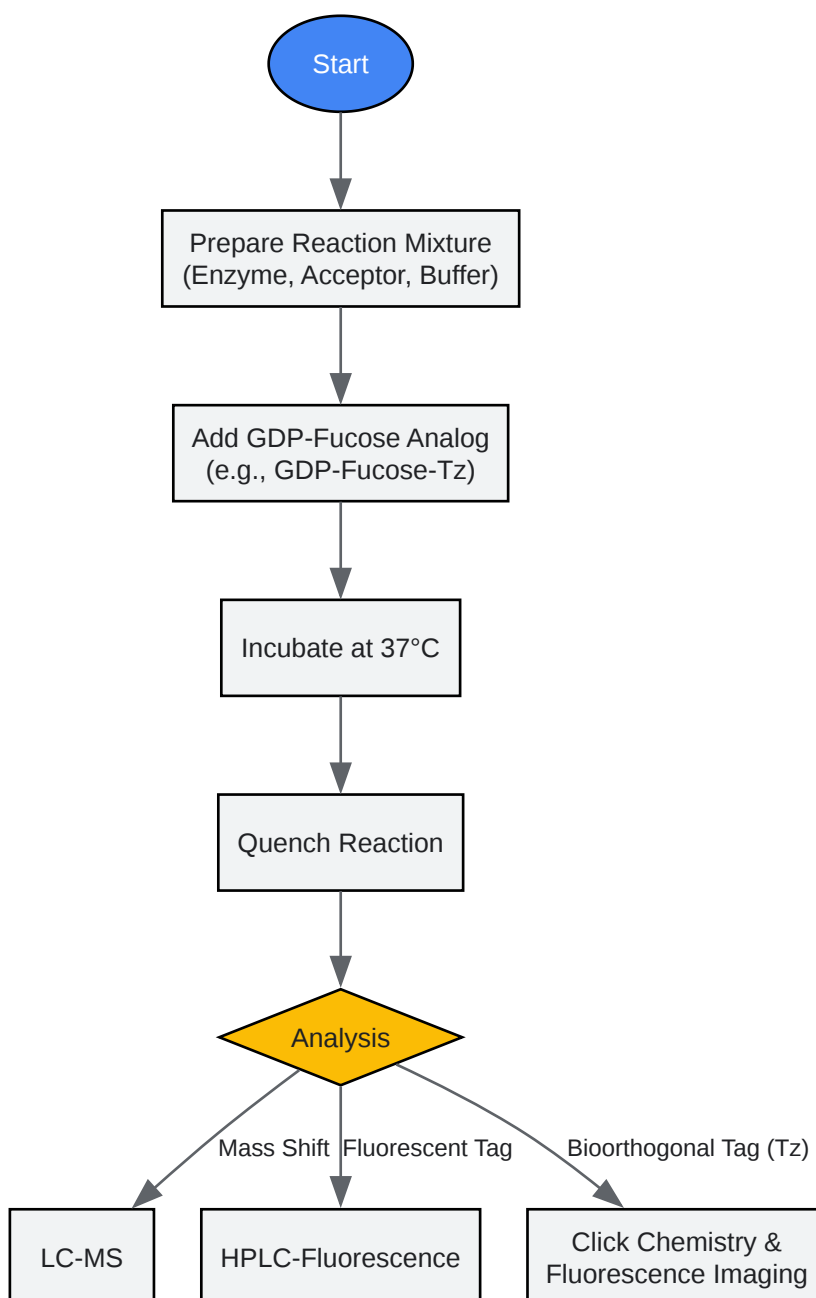 Start
Prepare Reaction Mixture
(Enzyme, Acceptor, Buffer)
Add GDP-Fucose Analog
(e.g., GDP-Fucose-Tz)
Incubate at 37°C
Quench Reaction
Analysis
Mass Shift
Fluorescent Tag
Bioorthogonal Tag (Tz)
LC-MS
HPLC-Fluorescence
Click Chemistry &
Fluorescence Imaging